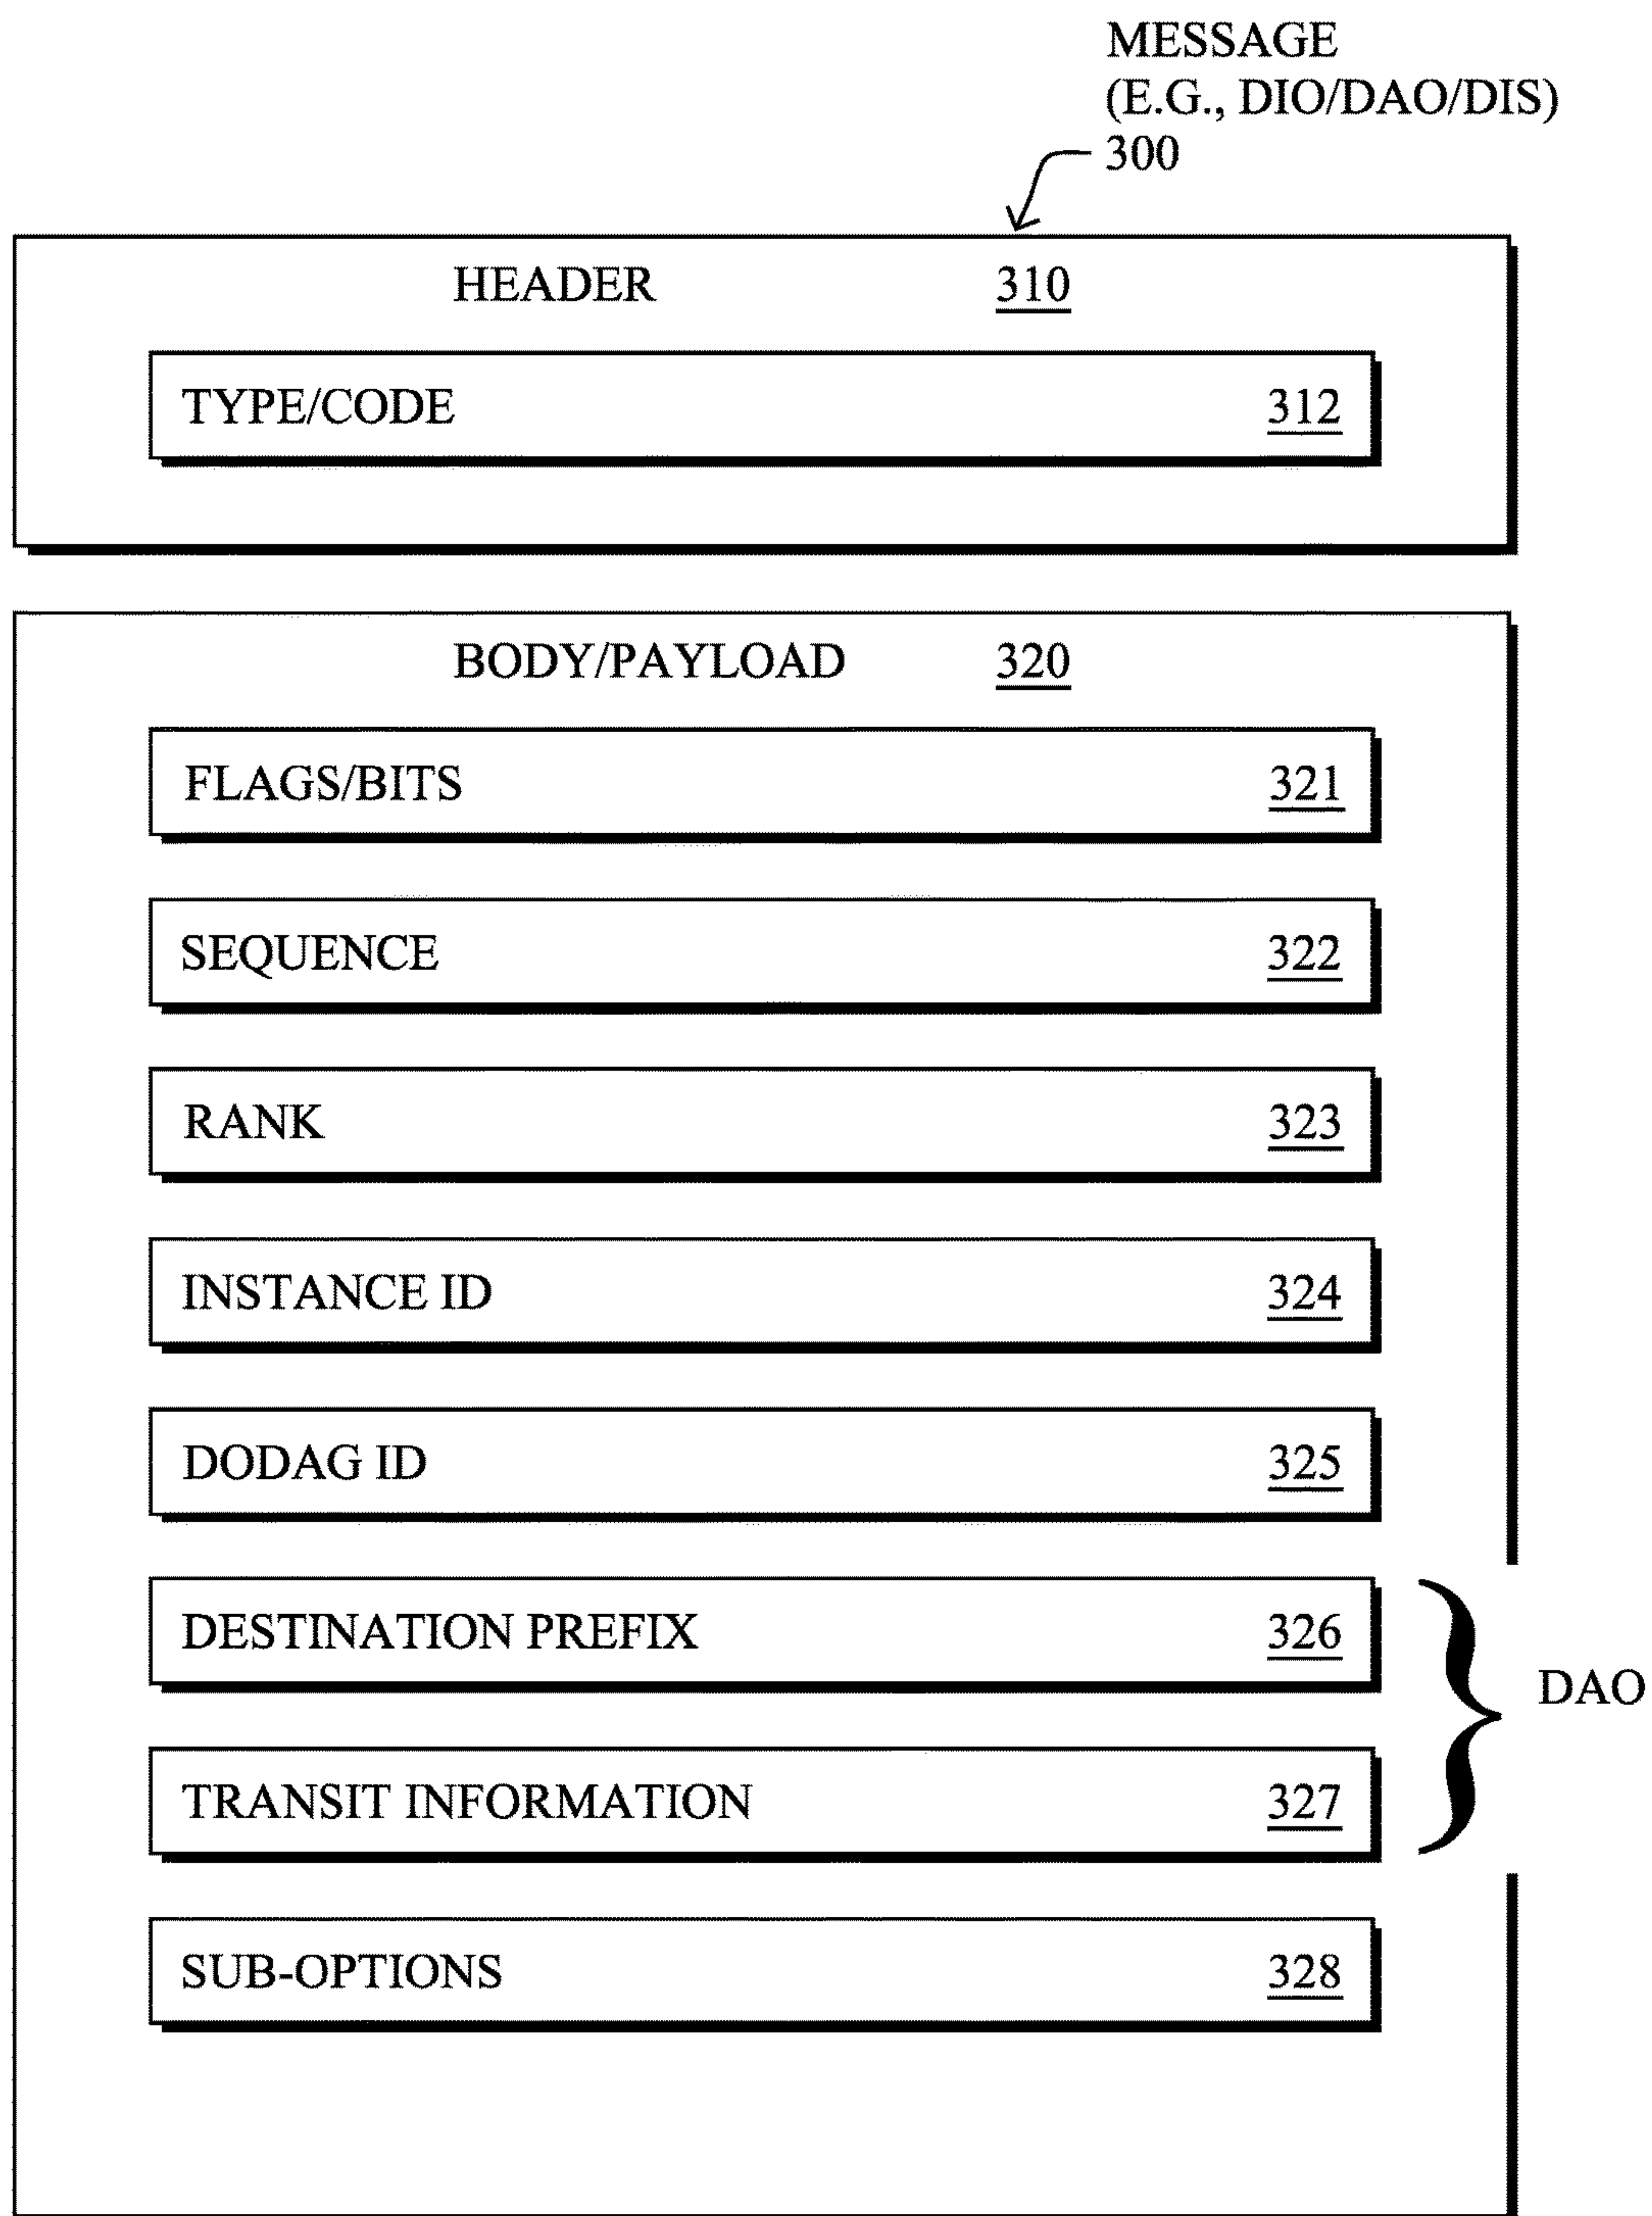 MESSAGE
(E.G., DIO/DAO/DIS)
300
HEADER 310
TYPE/CODE 312
BODY/PAYLOAD 320
FLAGS/BITS 321
SEQUENCE 322
RANK 323
INSTANCE ID 324
DODAG ID 325
DESTINATION PREFIX 326
DAO
TRANSIT INFORMATION 327
SUB-OPTIONS 328